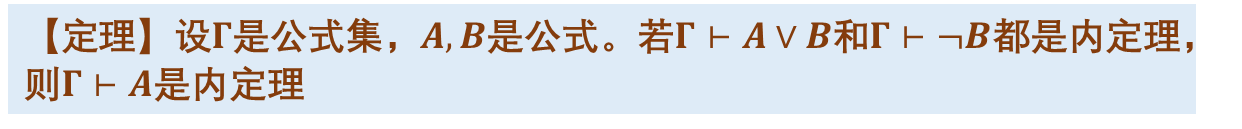 【定理】设Γ是公式集，A, B是公式。若Γ ⊢ A ∨ B和Γ ⊢ ¬B都是内定理，
则Γ ⊢ A是内定理